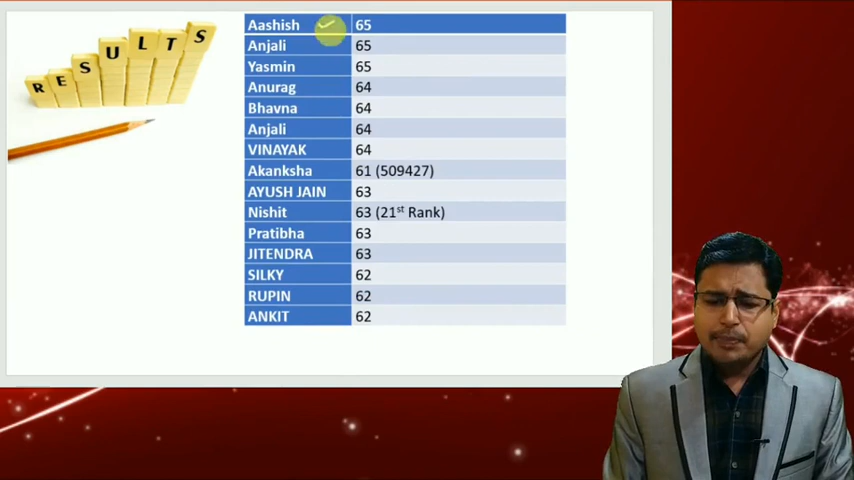 RESULTS
Aashish 65
Anjali 65
Yasmin 65
Anurag 64
Bhavna 64
Anjali 64
VINAYAK 64
Akanksha 61 (509427)
AYUSH JAIN 63
Nishit 63 (21st Rank)
Pratibha 63
JITENDRA 63
SILKY 62
RUPIN 62
ANKIT 62